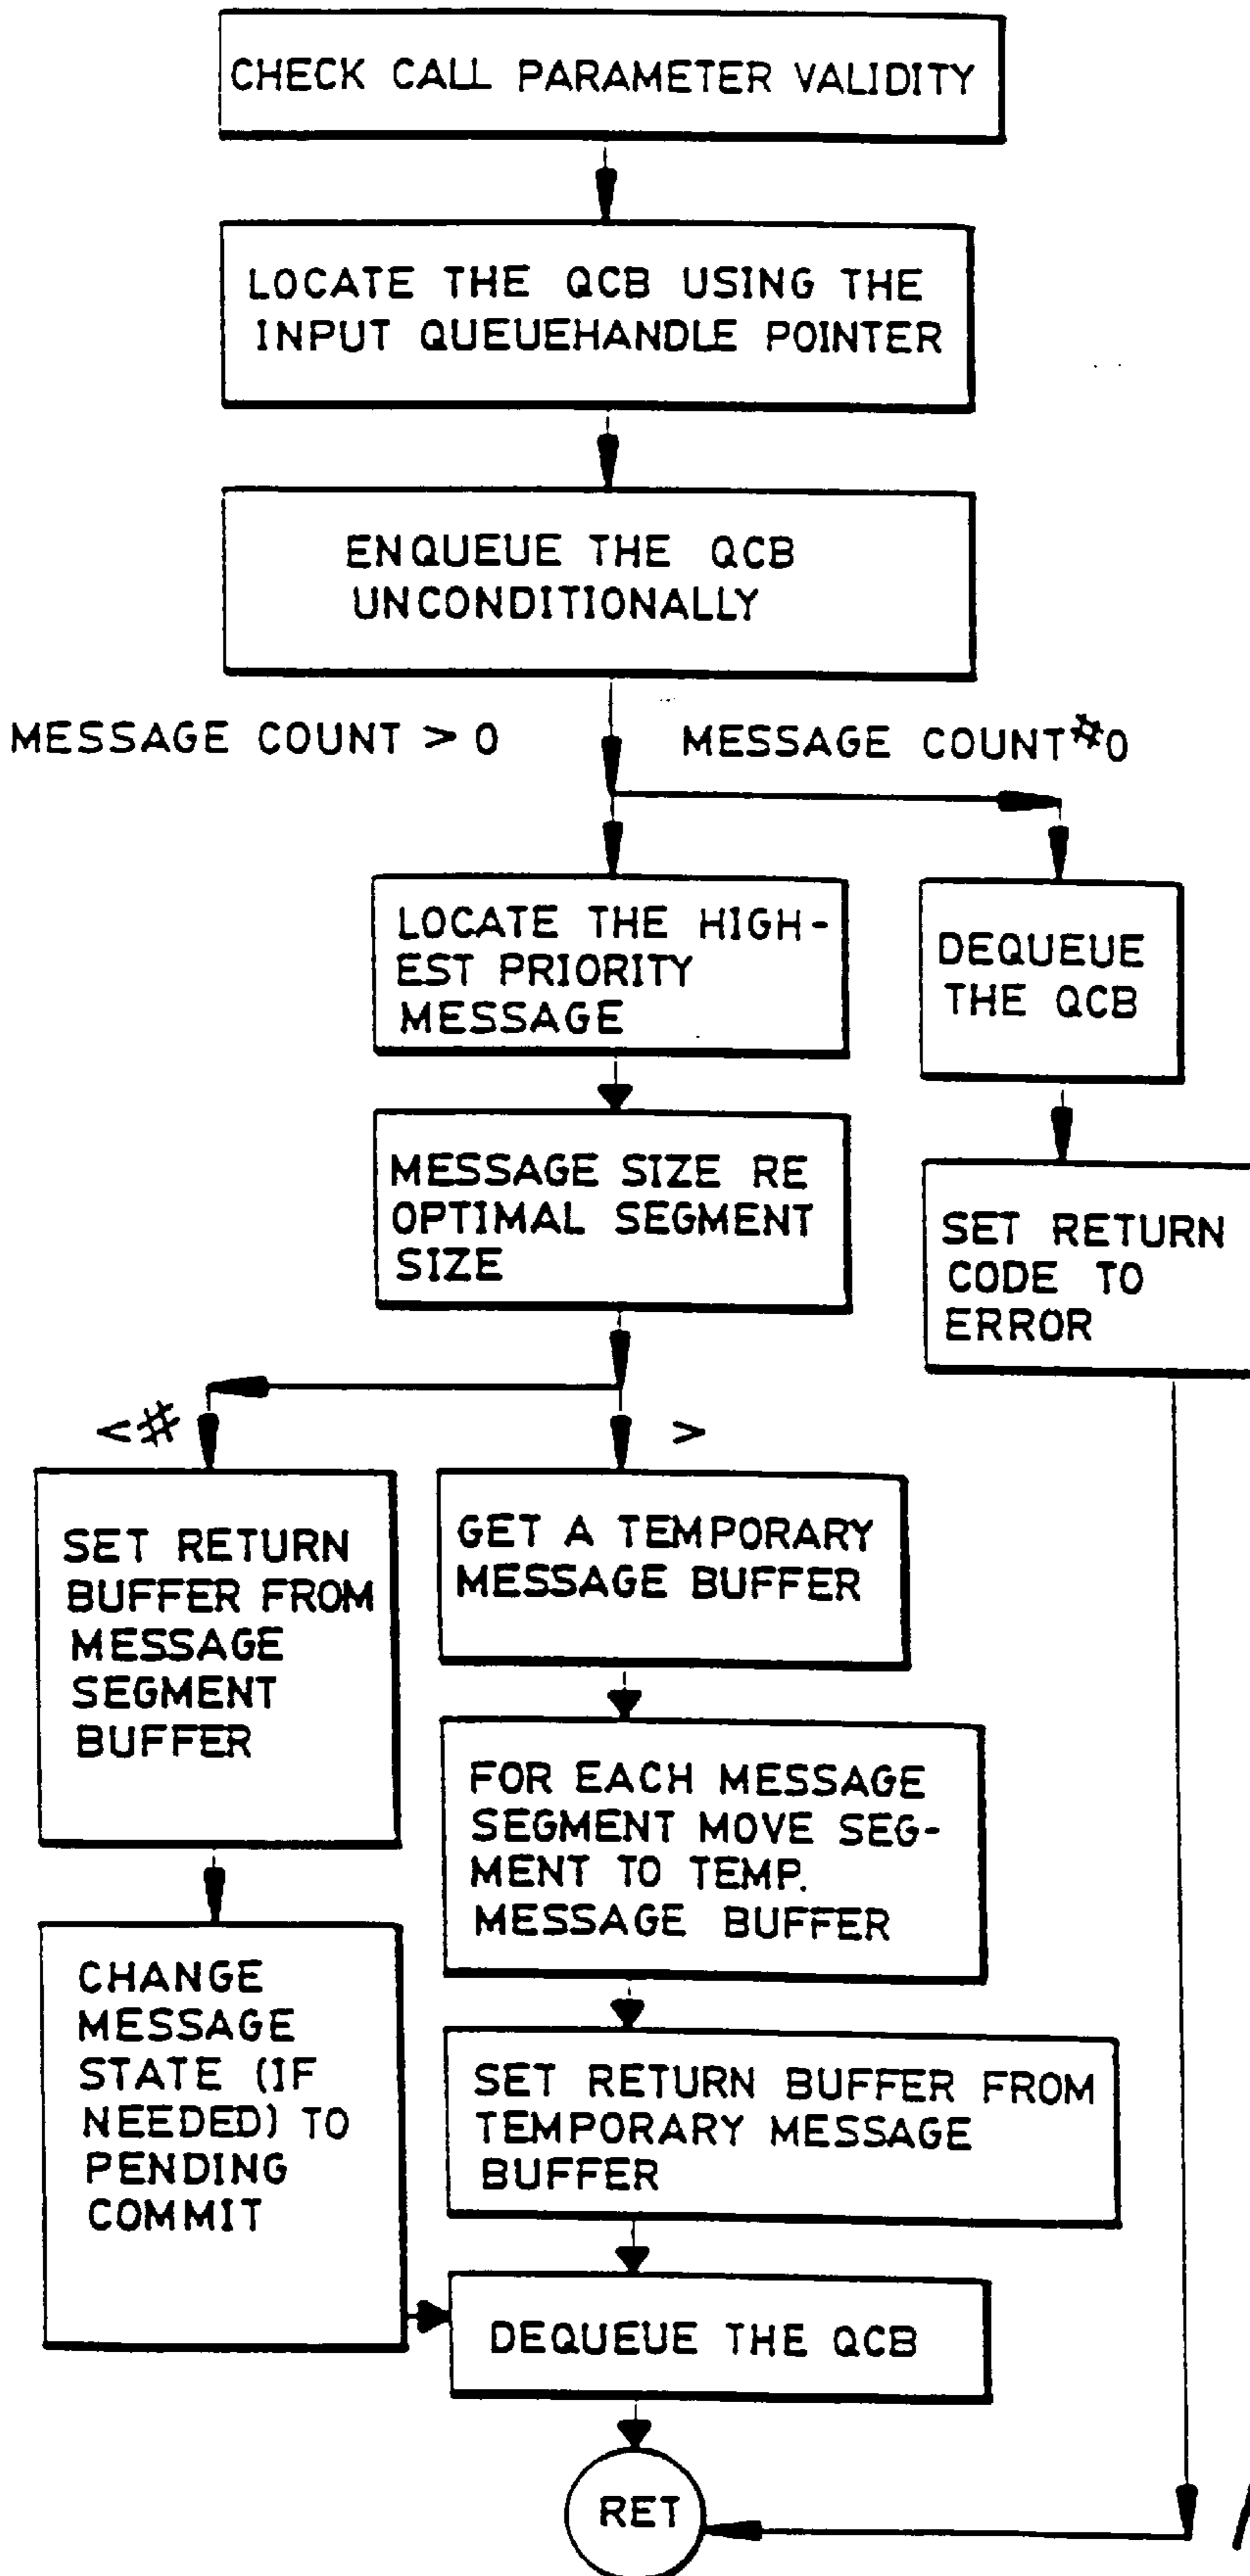 CHECK CALL PARAMETER VALIDITY
LOCATE THE QCB USING THE
INPUT QUEUEHANDLE POINTER
ENQUEUE THE QCB
UNCONDITIONALLY
MESSAGE COUNT > 0
MESSAGE COUNT # 0
LOCATE THE HIGH-
EST PRIORITY
MESSAGE
DEQUEUE
THE QCB
MESSAGE SIZE RE
OPTIMAL SEGMENT
SIZE
SET RETURN
CODE TO
ERROR
<#
>
SET RETURN
BUFFER FROM
MESSAGE
SEGMENT
BUFFER
GET A TEMPORARY
MESSAGE BUFFER
FOR EACH MESSAGE
SEGMENT MOVE SEG-
MENT TO TEMP.
MESSAGE BUFFER
CHANGE
MESSAGE
STATE (IF
NEEDED) TO
PENDING
COMMIT
SET RETURN BUFFER FROM
TEMPORARY MESSAGE
BUFFER
DEQUEUE THE QCB
RET